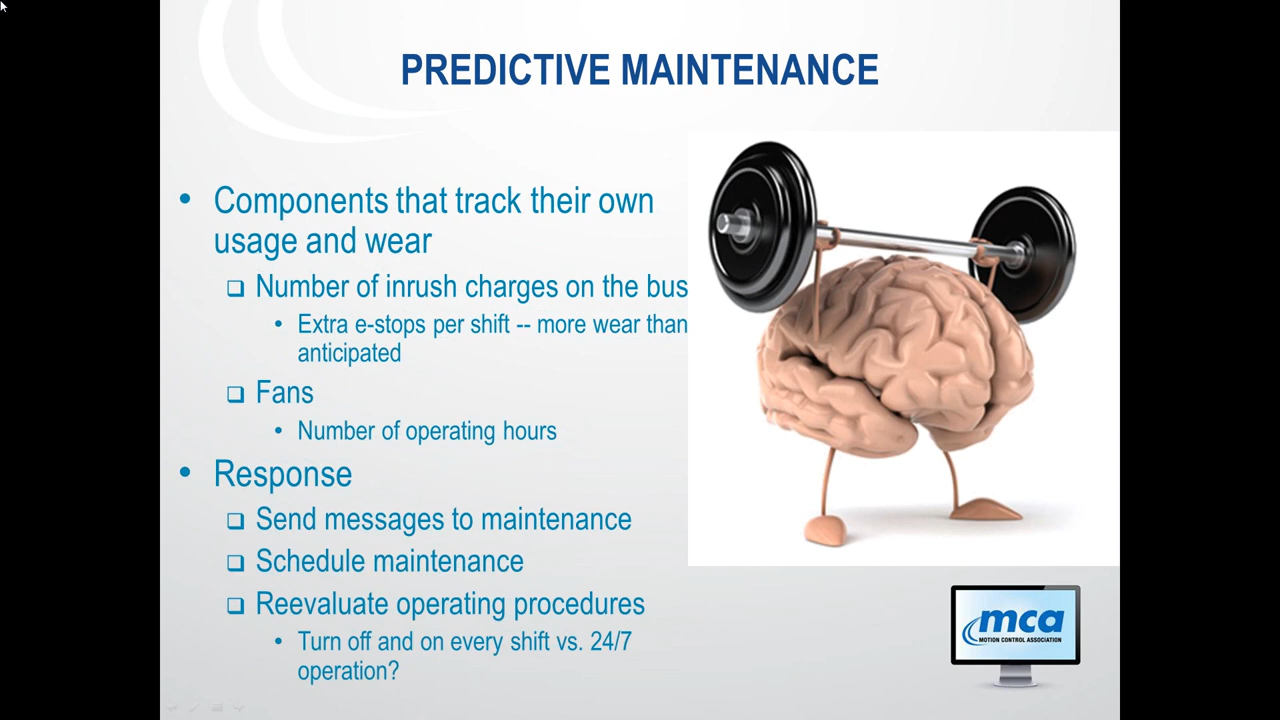 PREDICTIVE MAINTENANCE
• Components that track their own
usage and wear
❑ Number of inrush charges on the bus
• Extra e-stops per shift -- more wear than
anticipated
❑ Fans
• Number of operating hours
• Response
❑ Send messages to maintenance
❑ Schedule maintenance
❑ Reevaluate operating procedures
• Turn off and on every shift vs. 24/7
operation?
mca
MOTION CONTROL ASSOCIATION